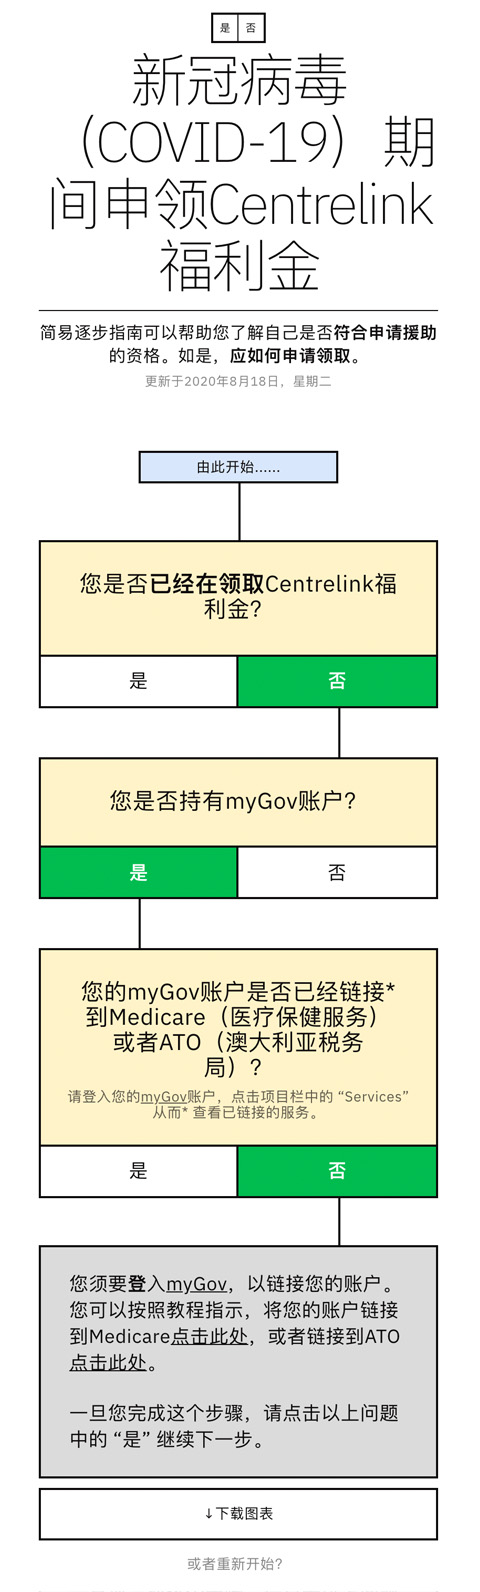 是 否
新冠病毒
（COVID-19）期
间申领Centrelink
福利金
简易逐步指南可以帮助您了解自己是否符合申请援助
的资格。如是，应如何申请领取。
更新于2020年8月18日，星期二
由此开始……
您是否已经在领取Centrelink福
利金？
是 否
您是否持有myGov账户？
是 否
您的myGov账户是否已经链接*
到Medicare（医疗保健服务）
或者ATO（澳大利亚税务
局）？
请登入您的myGov账户，点击项目栏中的 “Services”
从而* 查看已链接的服务。
是 否
您须要登入myGov，以链接您的账户。
您可以按照教程指示，将您的账户链接
到Medicare点击此处，或者链接到ATO
点击此处。
一旦您完成这个步骤，请点击以上问题
中的 “是” 继续下一步。
↓下载图表
或者重新开始？